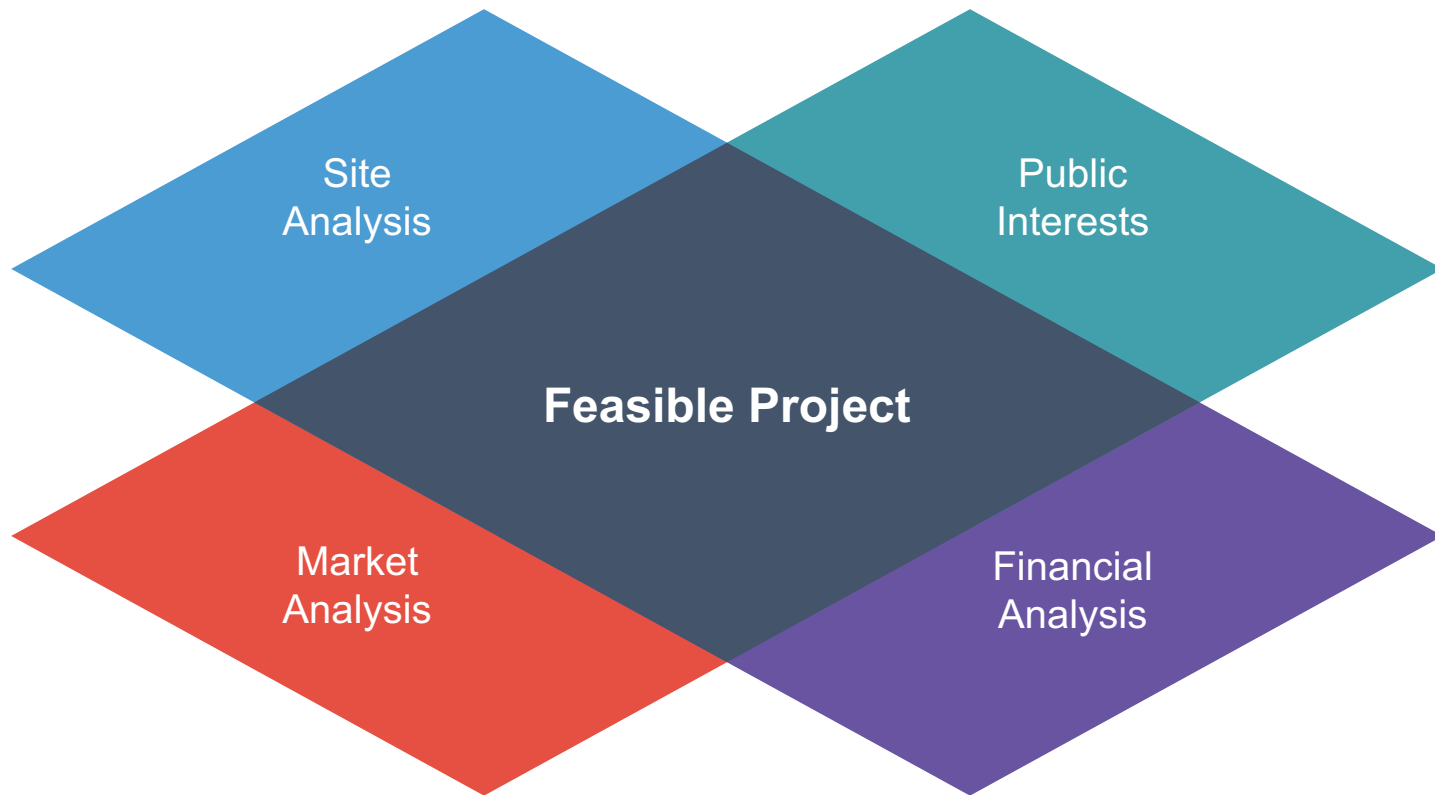 Site
Analysis
Public
Interests
Feasible Project
Market
Analysis
Financial
Analysis